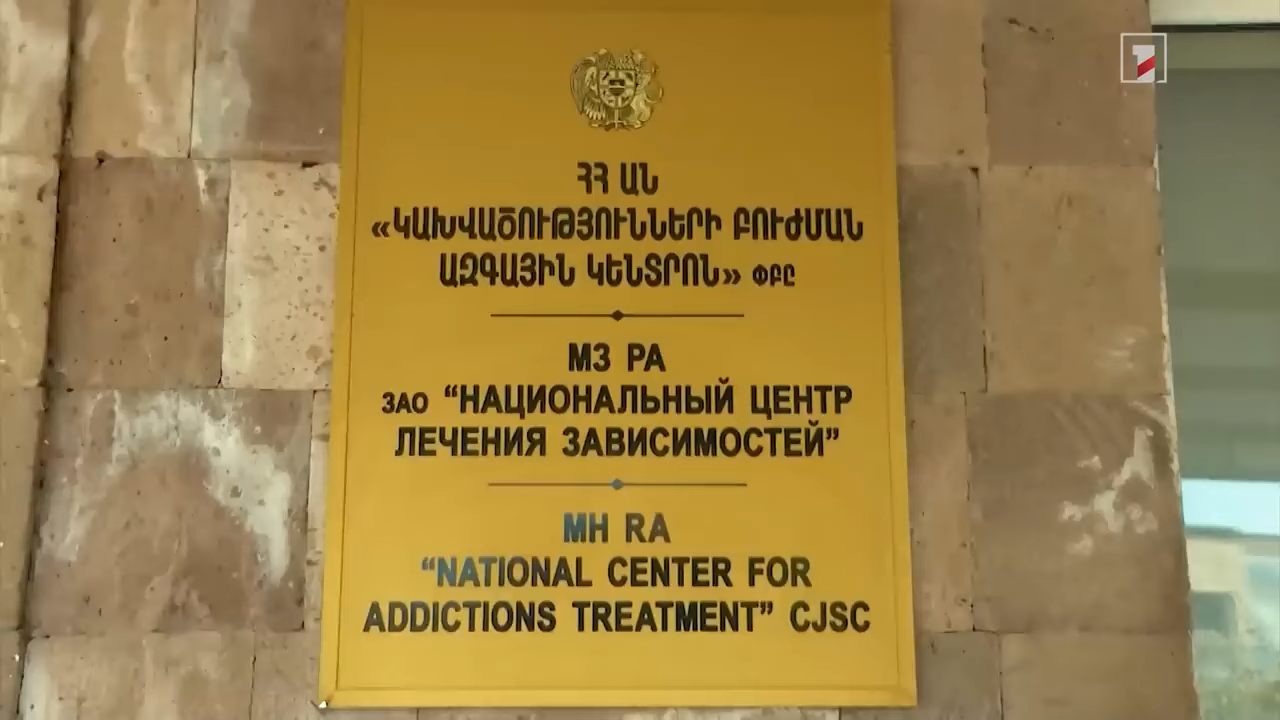 ՀՀ ԱՆ
«ԿԱԽՎԱԾՈՒԹՅՈՒՆՆԵՐԻ ԲՈՒԺՄԱՆ
ԱԶԳԱՅԻՆ ԿԵՆՏՐՈՆ» ՓԲԸ
МЗ РА
ЗАО “НАЦИОНАЛЬНЫЙ ЦЕНТР
ЛЕЧЕНИЯ ЗАВИСИМОСТЕЙ”
MH RA
“NATIONAL CENTER FOR
ADDICTIONS TREATMENT” CJSC
1